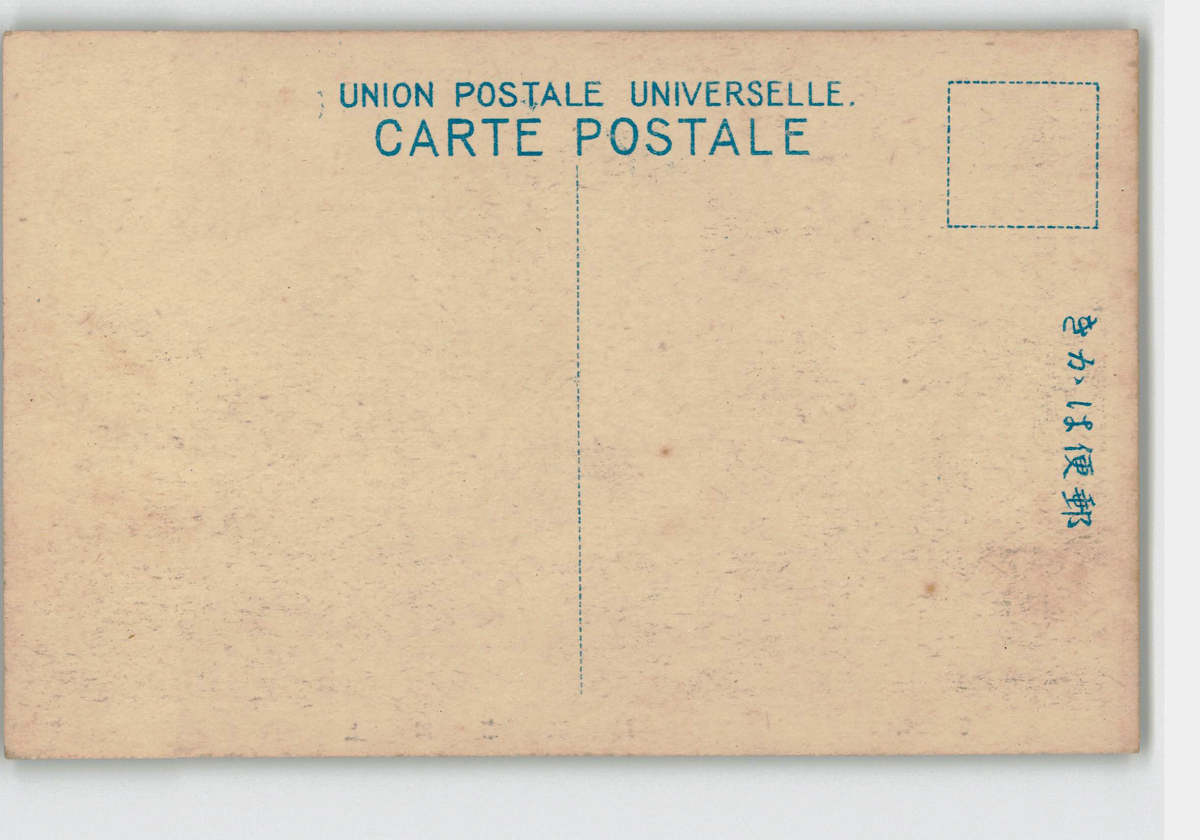 UNION POSTALE UNIVERSELLE.
CARTE POSTALE
郵便はかき